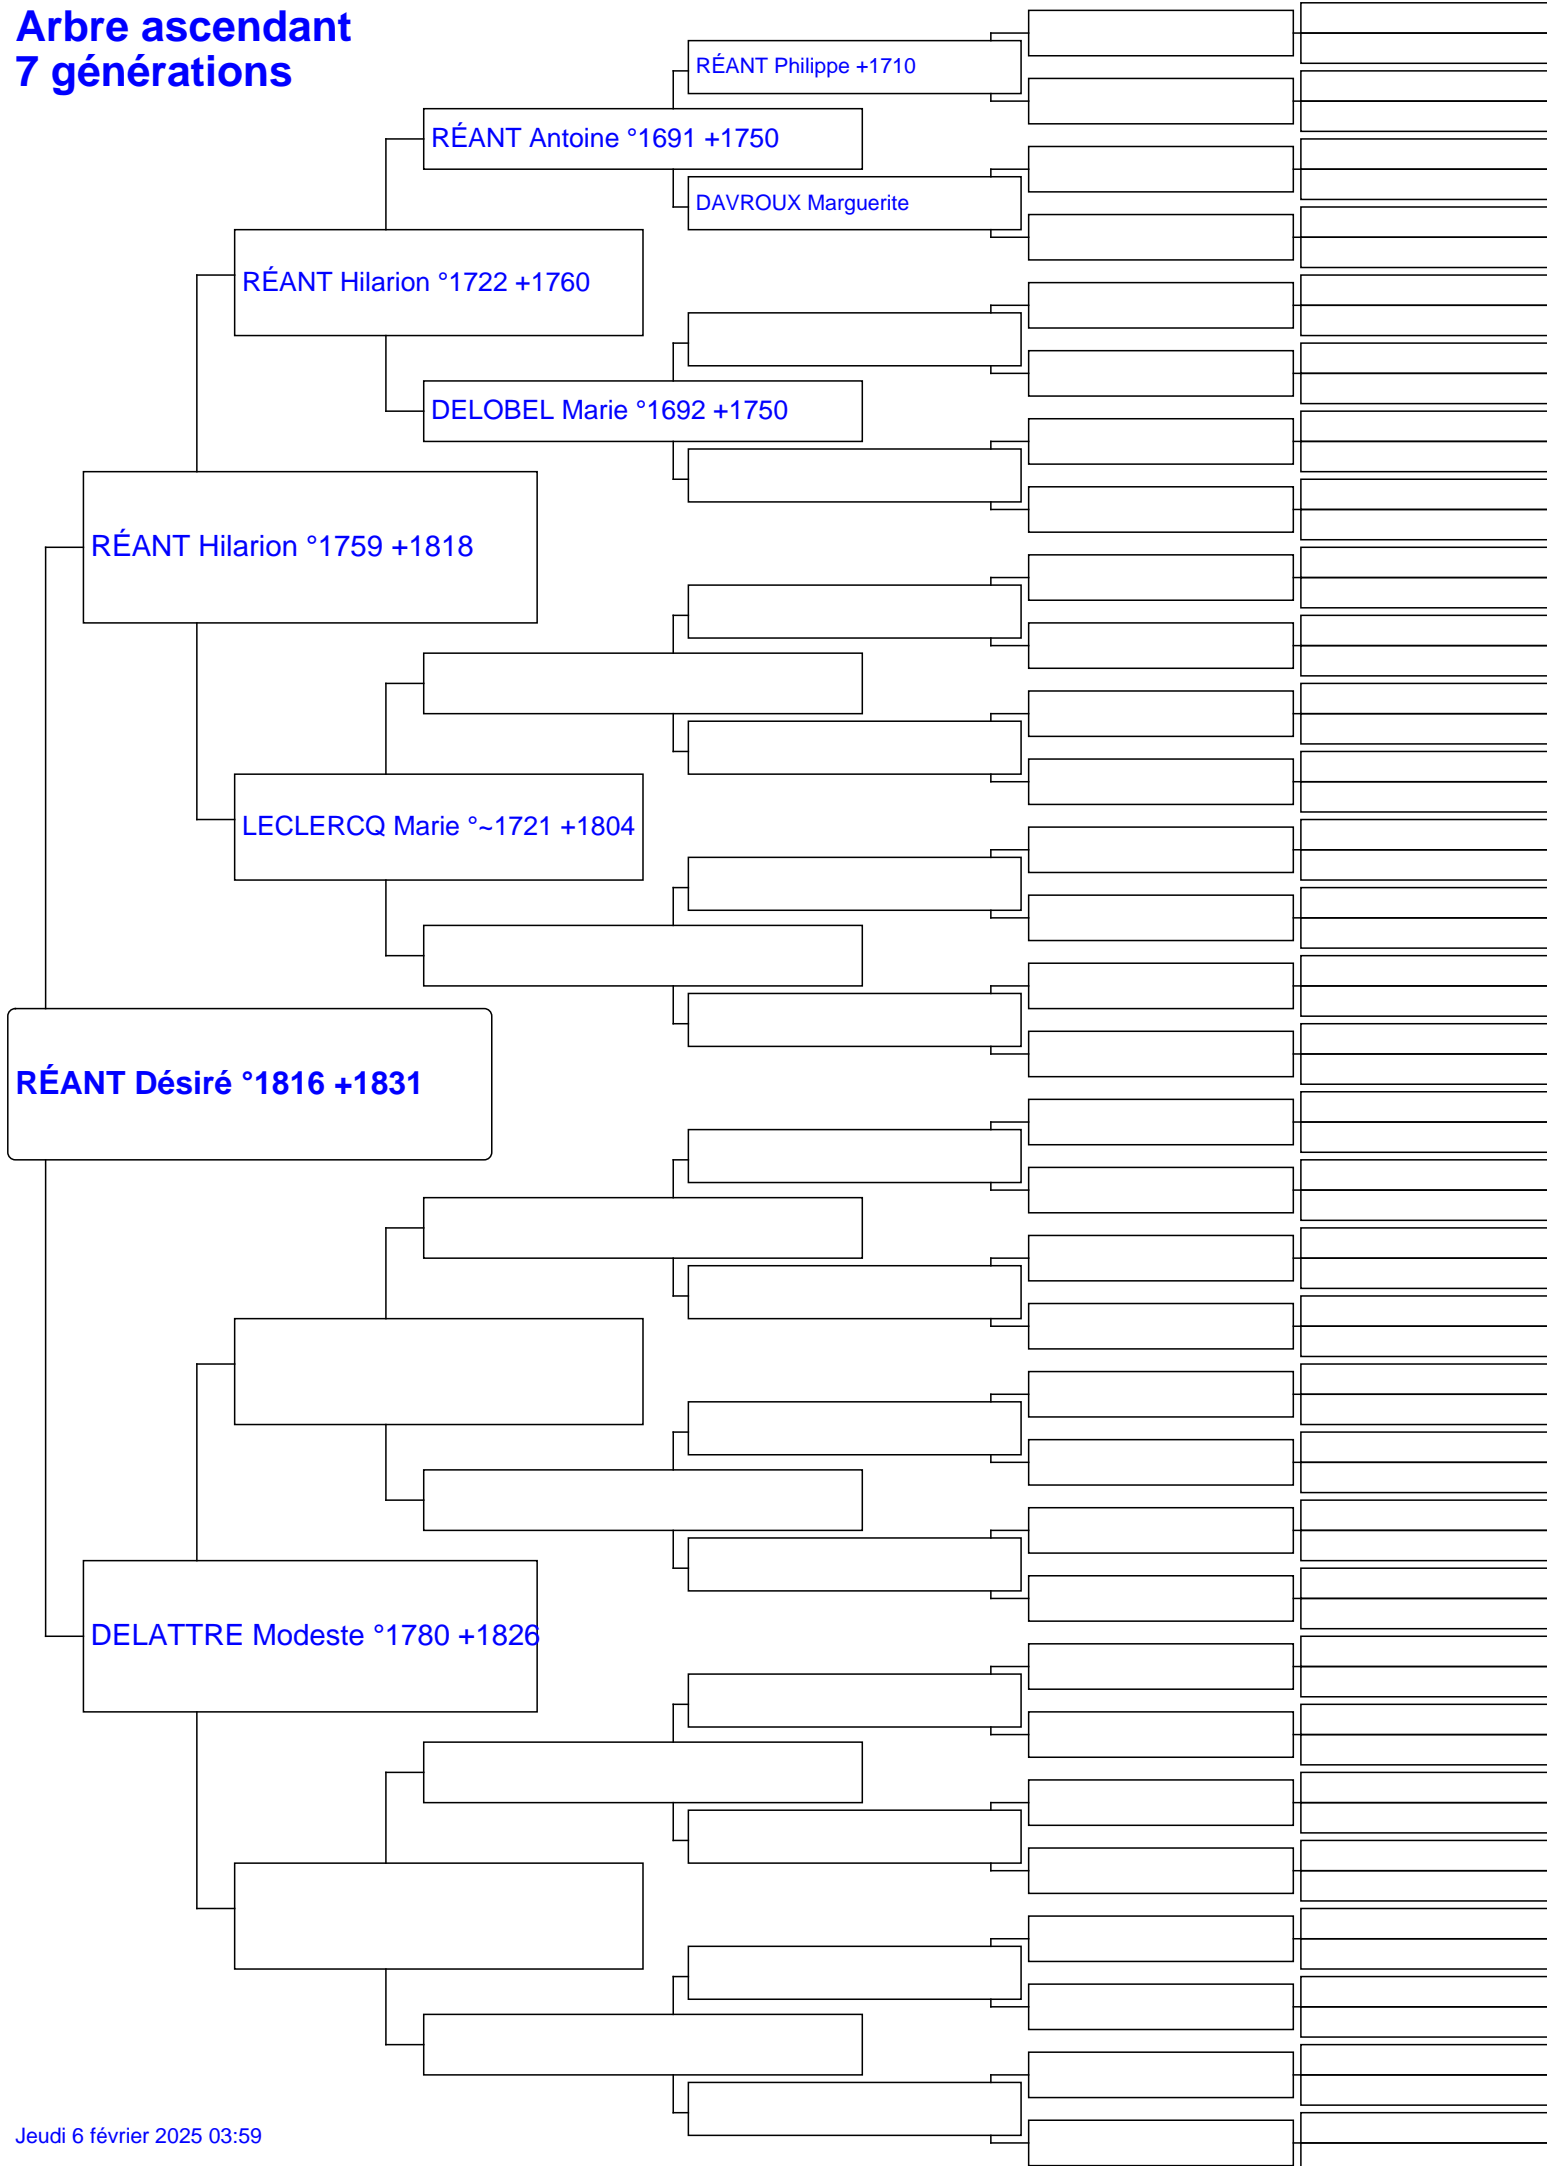 Arbre ascendant
7 générations
RÉANT Philippe +1710
RÉANT Antoine °1691 +1750
DAVROUX Marguerite
RÉANT Hilarion °1722 +1760
DELOBEL Marie °1692 +1750
RÉANT Hilarion °1759 +1818
LECLERCQ Marie °~1721 +1804
RÉANT Désiré °1816 +1831
DELATTRE Modeste °1780 +1826
Jeudi 6 février 2025 03:59